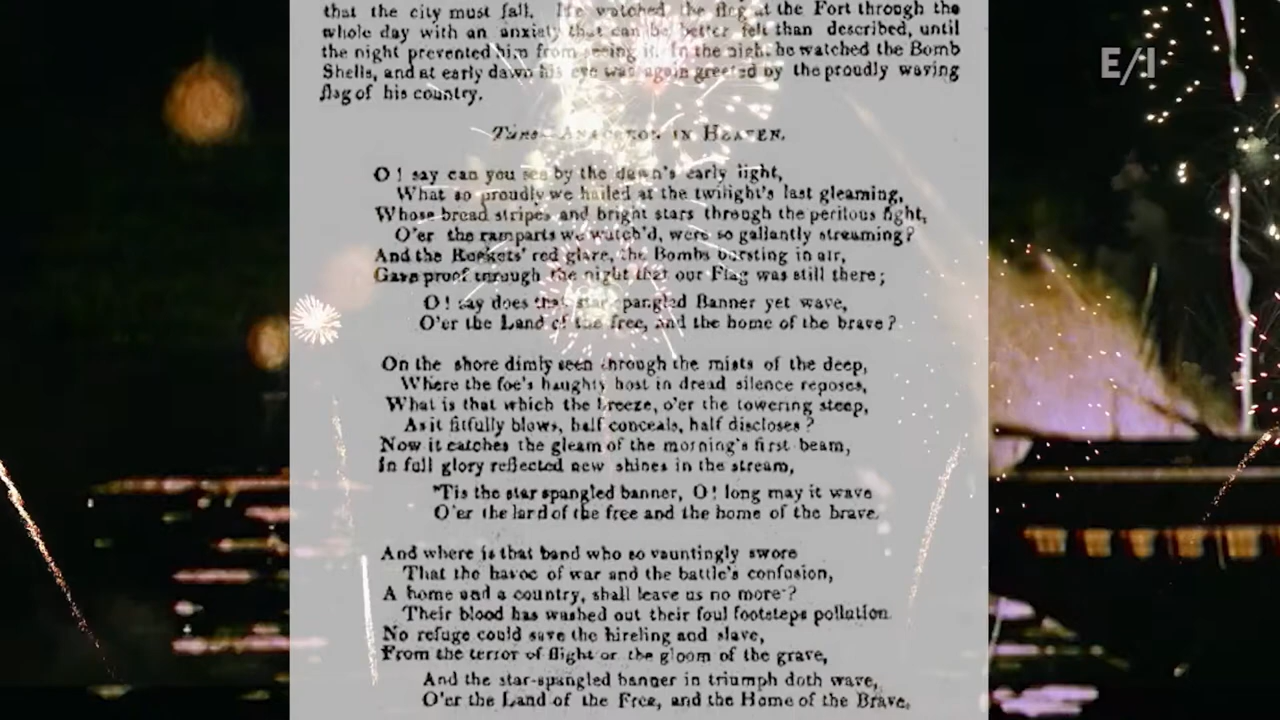 that the city must fall. He watched the flag at the Fort through the
whole day with an anxiety that can be better felt than described, until
the night prevented him from seeing it. In the night he watched the Bomb
Shells, and at early dawn his eye was again greeted by the proudly waving
flag of his country.
E/I
Tune—ANACREON IN HEAVEN.
O! say can you see by the dawn's early light,
What so proudly we hailed at the twilight's last gleaming,
Whose broad stripes and bright stars through the perilous fight,
O'er the ramparts we watch'd, were so gallantly streaming?
And the Rockets' red glare, the Bombs bursting in air,
Gave proof through the night that our Flag was still there;
O! say does that star spangled Banner yet wave,
O'er the Land of the free, and the home of the brave?
On the shore dimly seen through the mists of the deep,
Where the foe's haughty host in dread silence reposes,
What is that which the breeze, o'er the towering steep,
As it fitfully blows, half conceals, half discloses?
Now it catches the gleam of the morning's first beam,
In full glory reflected new shines in the stream,
'Tis the star spangled banner, O! long may it wave
O'er the land of the free and the home of the brave.
And where is that band who so vauntingly swore
That the havoc of war and the battle's confusion,
A home and a country, shall leave us no more?
Their blood has washed out their foul footsteps pollution.
No refuge could save the hireling and slave,
From the terror of flight or the gloom of the grave,
And the star-spangled banner in triumph doth wave,
O'er the Land of the Free, and the Home of the Brave.